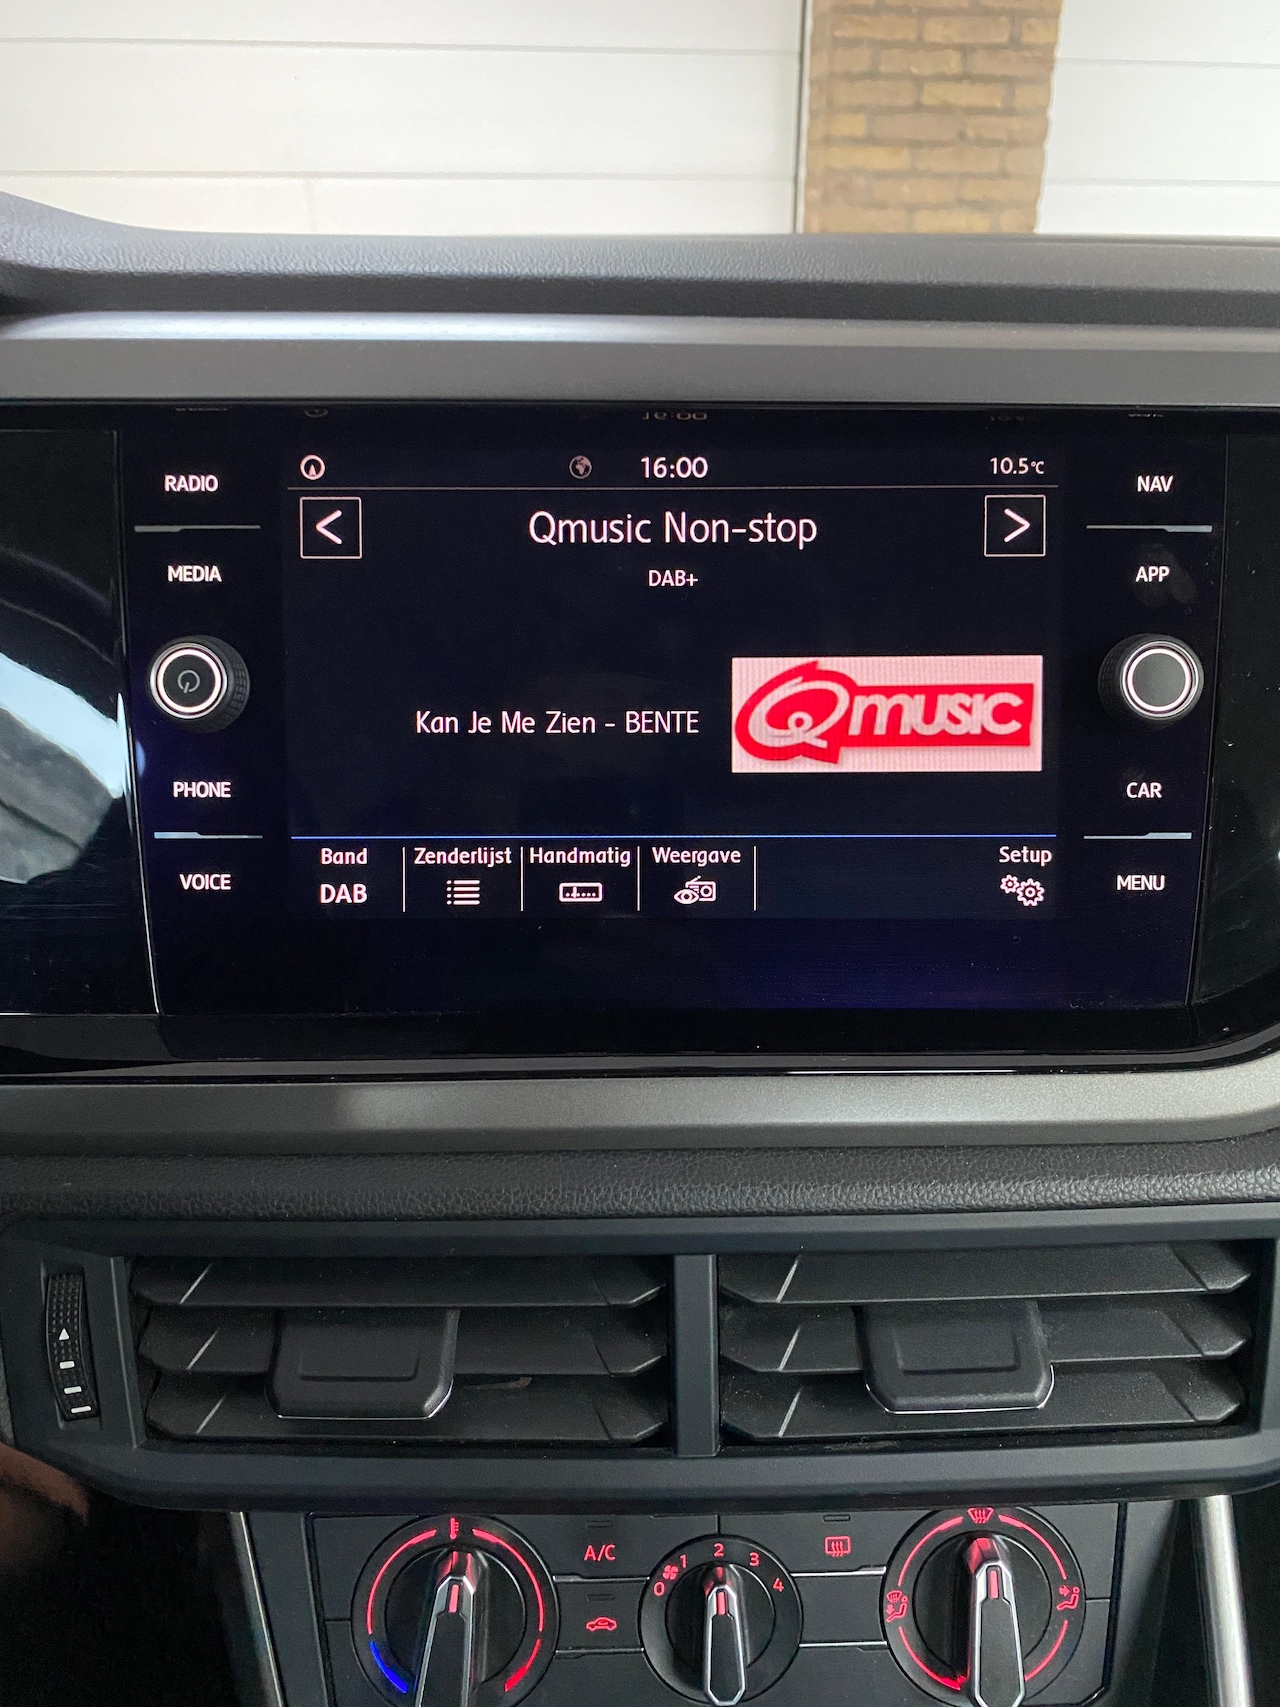 RADIO
MEDIA
PHONE
VOICE
16:00
10.5°C
<
Qmusic Non-stop
>
DAB+
Kan Je Me Zien - BENTE
Qmusic
Band
DAB
Zenderlijst
Handmatig
Weergave
Setup
NAV
APP
CAR
MENU
A/C
0 1 2 3 4